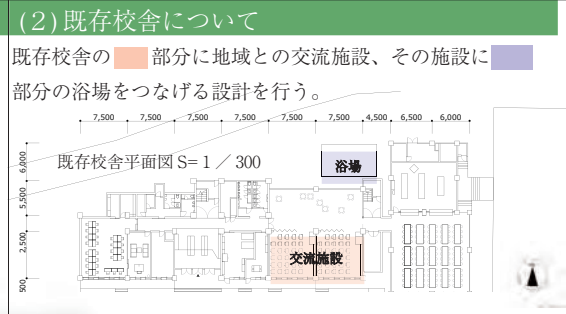 (2)既存校舎について
既存校舎の 部分に地域との交流施設、その施設に
部分の浴場をつなげる設計を行う。
7,500 7,500 7,500 7,500 7,500 7,500 4,500 6,500 6,000
既存校舎平面図 S=1/300
浴場
6,000
5,500
2,500
交流施設
900